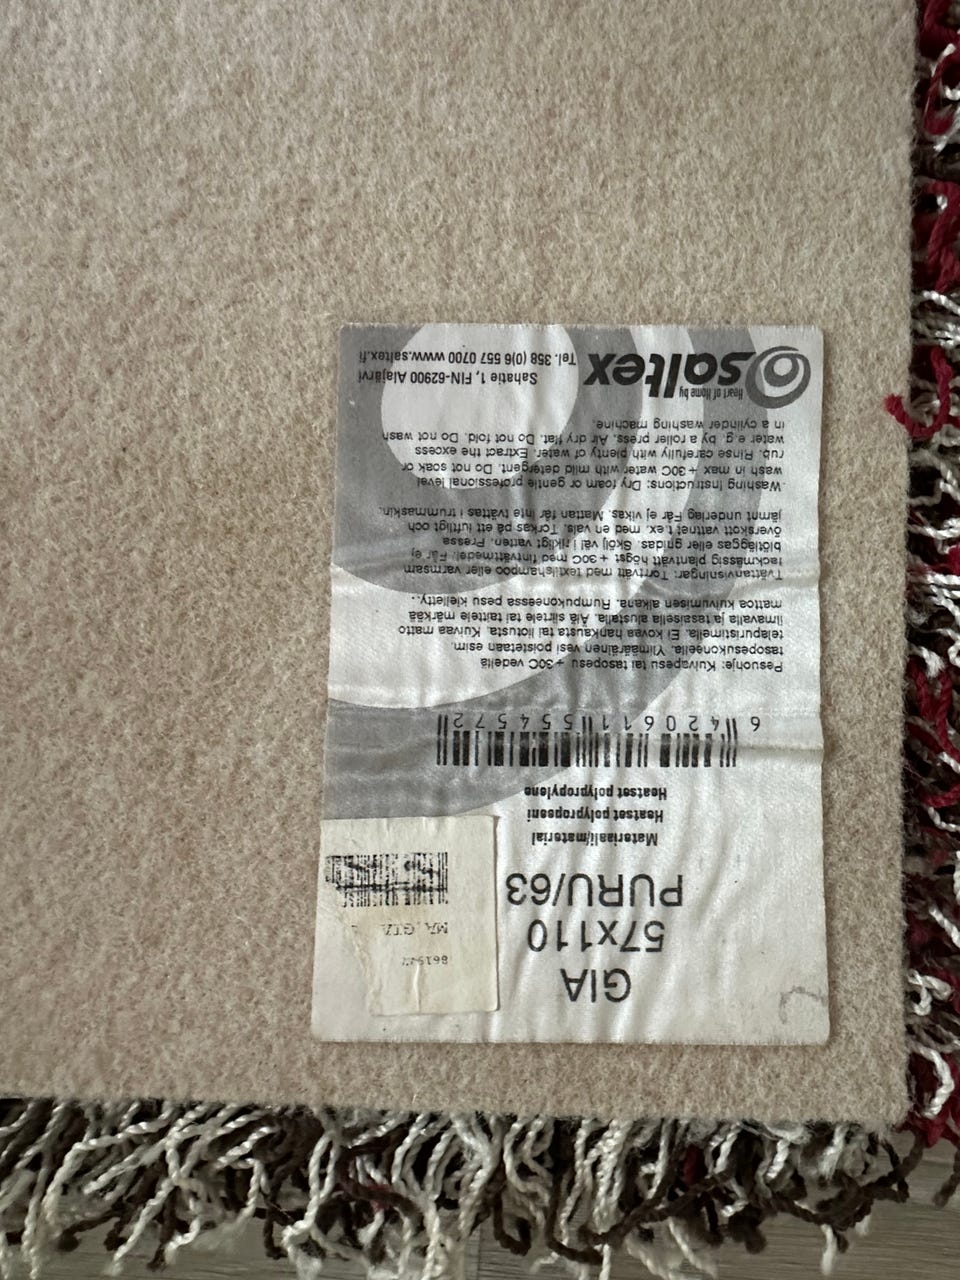 GIA
57x110
PURU/63
Materiaali/material
Heatset polypropeeni
Heatset polypropylene
MA, GIA
6 420611 554572
Pesuohje: Kuivapesu tai tasopesu + 30C vedellä
tasopesukoneella. Ylimääräinen vesi poistetaan esim.
telapuristimella. Ei kovaa hankausta tai liotusta. Kuivaa matto
ilmavalla ja tasaisella alustalla. Älä siirtele tai taittele märkää
mattoa kuivumisen aikana. Rumpukoneessa pesu kielletty.
Tvättanvisningar: Torrtvätt med textilshampoo eller varmsam
tackmässig plantvätt högst + 30C med fintvättmedel. Får ej
blötläggas eller gnidas. Skölj väl i rikligt vatten. Pressa
överskott vattnet t.ex. med en vals. Torkas på ett luftigt och
jämnt underlag Får ej vikas. Mattan får inte tvättas i trummaskin.
Washing Instructions: Dry foam or gentle professional level
wash in max + 30C water with mild detergent. Do not soak or
rub. Rinse carefully with plenty of water. Extract the excess
water e.g. by a roller press. Air dry flat. Do not fold. Do not wash
in a cylinder washing machine.
Heart of Home by
saltex
Sahatie 1, FIN-62900 Alajärvi
Tel. 358 (0)6 557 0700 www.saltex.fi